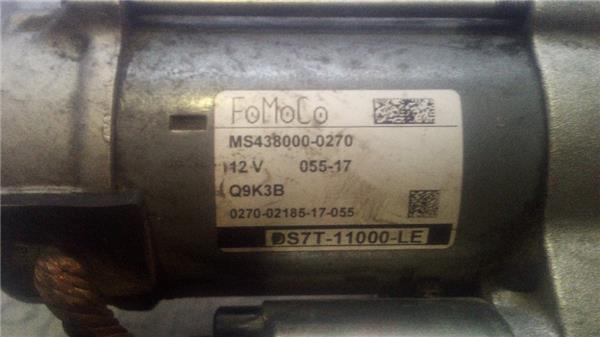 FoMoCo
MS438000-0270
12 V 055-17
Q9K3B
0270-02185-17-055
DS7T-11000-LE